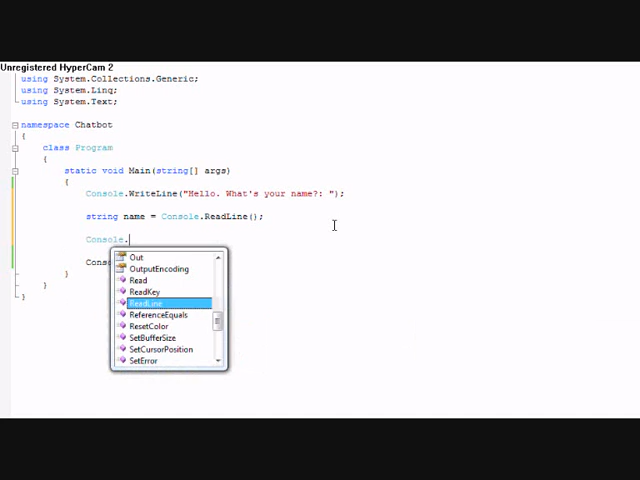 Unregistered HyperCam 2
using System.Collections.Generic;
using System.Linq;
using System.Text;
namespace Chatbot
{
class Program
{
static void Main(string[] args)
{
Console.WriteLine("Hello. What's your name?: ");
string name = Console.ReadLine();
Console.
Out
OutputEncoding
Read
ReadKey
ReadLine
ReferenceEquals
ResetColor
SetBufferSize
SetCursorPosition
SetError
Cons
}
}
}